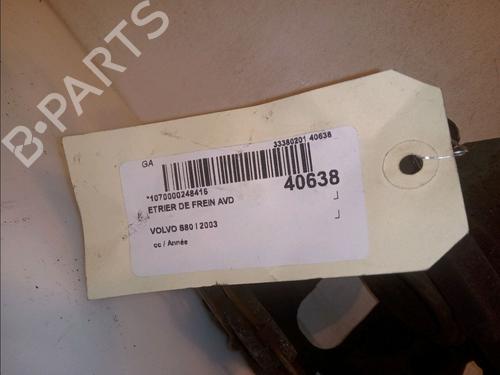 B-PARTS
GA
33380201 40638
*1070000248416
40638
ETRIER DE FREIN AVD
VOLVO S80 I 2003
cc / Année